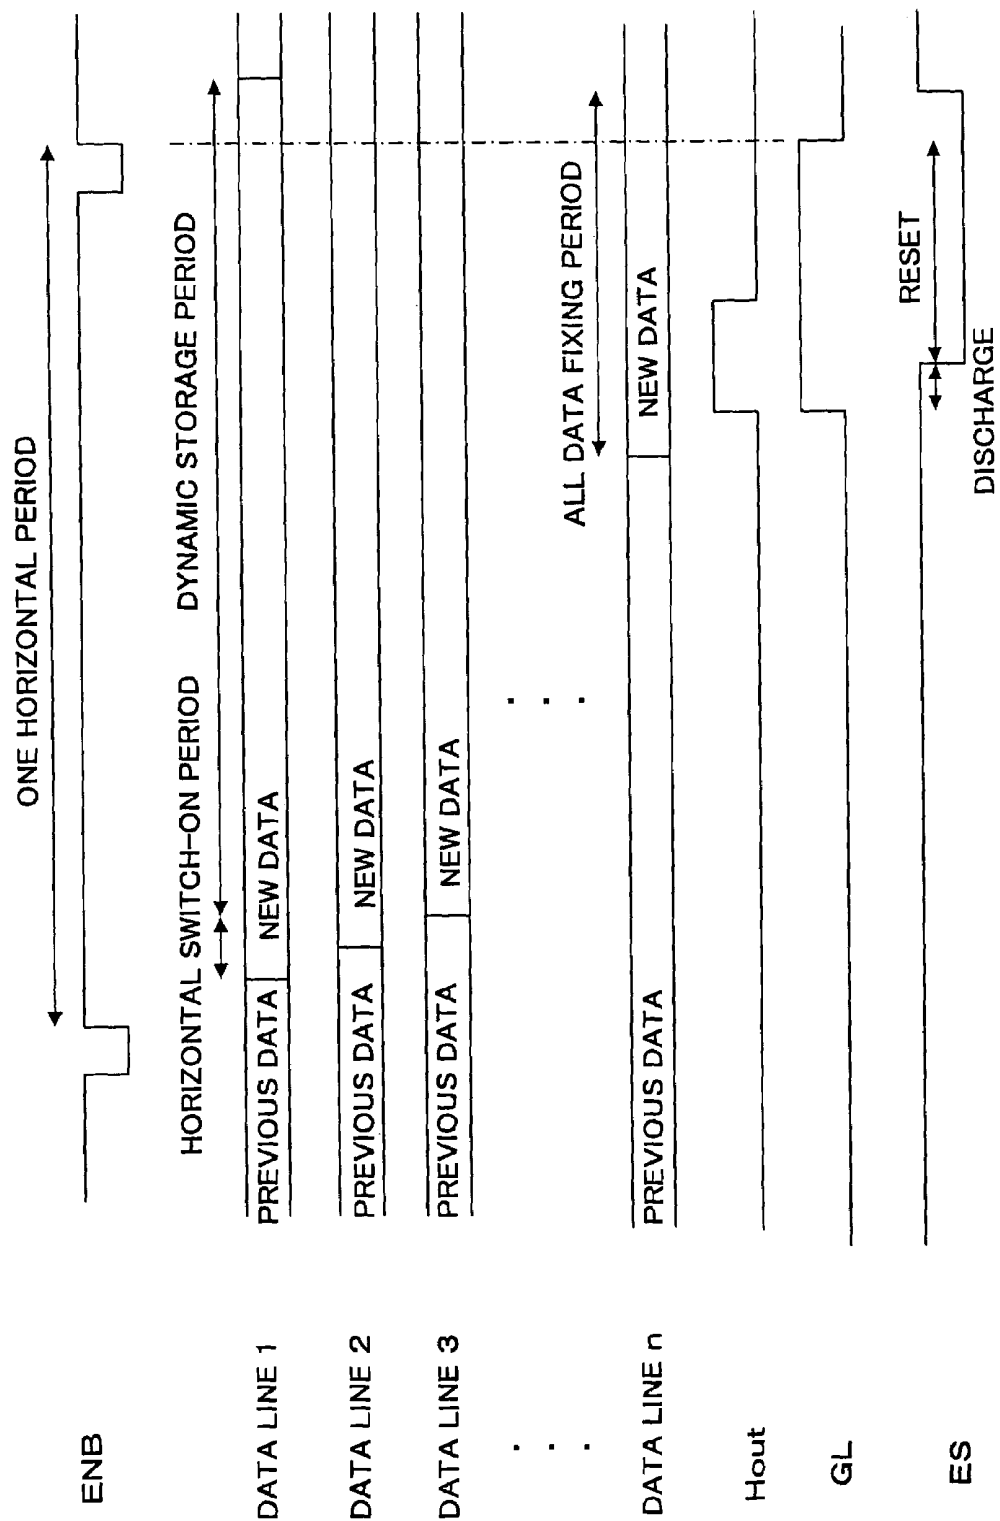 ONE HORIZONTAL PERIOD
ENB
HORIZONTAL SWITCH-ON PERIOD DYNAMIC STORAGE PERIOD
DATA LINE 1 PREVIOUS DATA NEW DATA
DATA LINE 2 PREVIOUS DATA NEW DATA
DATA LINE 3 PREVIOUS DATA NEW DATA
. . . . . .
ALL DATA FIXING PERIOD
DATA LINE n PREVIOUS DATA NEW DATA
Hout
GL
RESET
ES
DISCHARGE